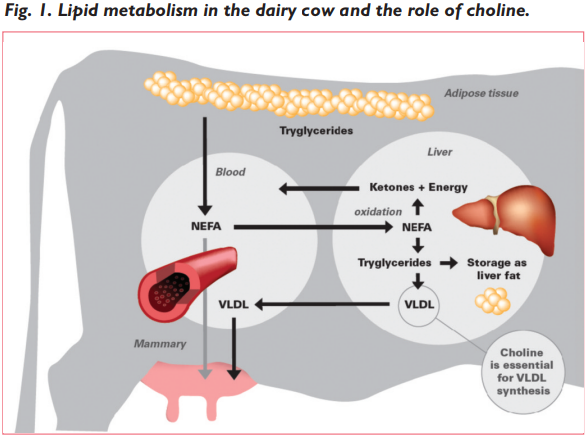 Fig. 1. Lipid metabolism in the dairy cow and the role of choline.
Adipose tissue
Tryglycerides
Liver
Blood
Ketones + Energy
oxidation
NEFA
NEFA
Tryglycerides
Storage as
liver fat
VLDL
VLDL
Mammary
Choline
is essential
for VLDL
synthesis